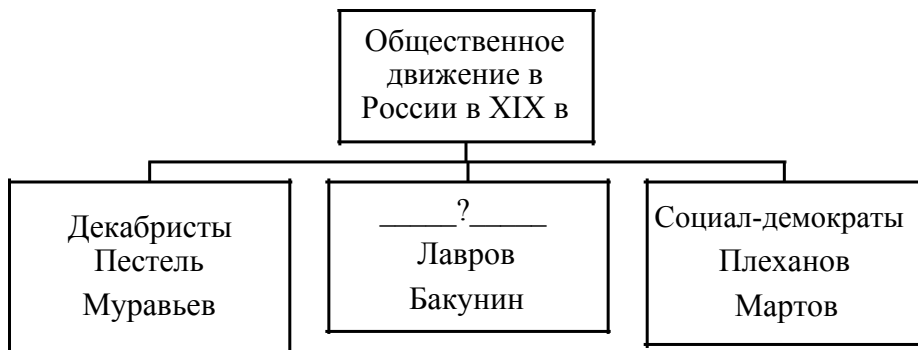 Общественное
движение в
России в XIX в
Декабристы
Пестель
Муравьев
_____?_____
Лавров
Бакунин
Социал-демократы
Плеханов
Мартов